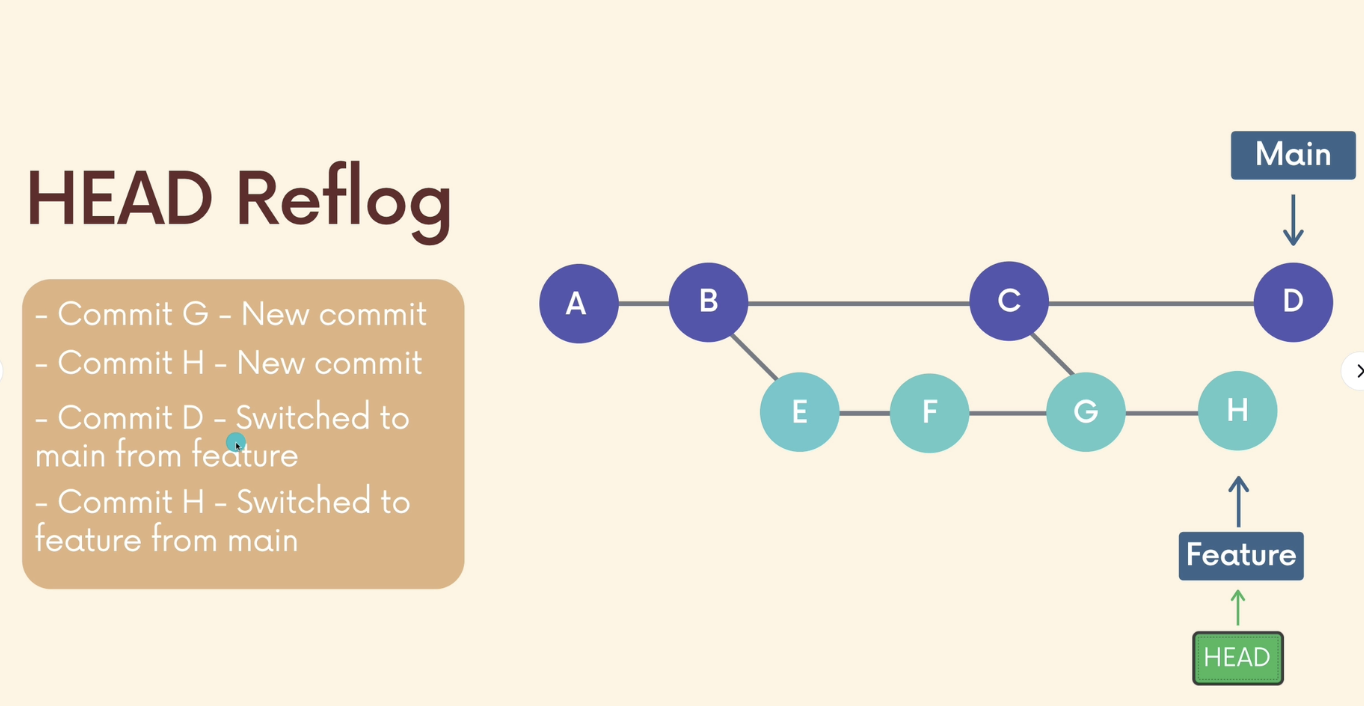 HEAD Reflog
- Commit G - New commit
- Commit H - New commit
- Commit D - Switched to
main from feature
- Commit H - Switched to
feature from main
Main
A
B
C
D
E
F
G
H
Feature
HEAD